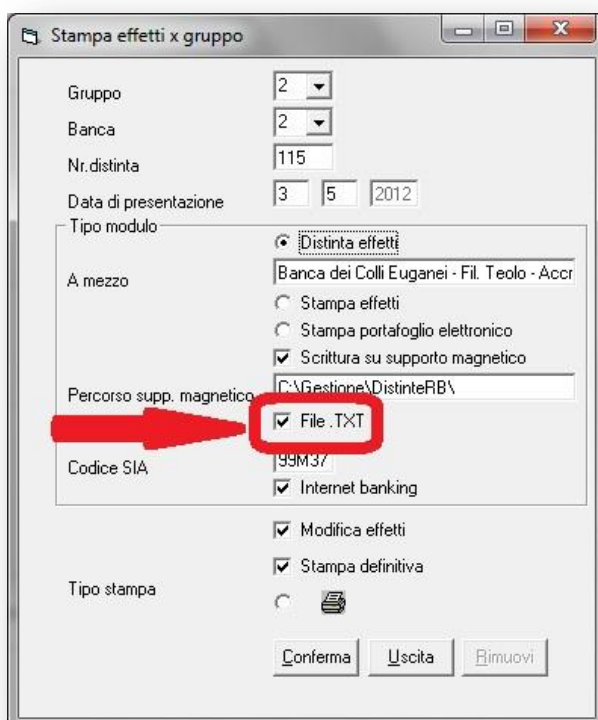 Stampa effetti x gruppo
Gruppo 2
Banca 2
Nr.distinta 115
Data di presentazione 3 5 2012
Tipo modulo
Distinta effetti
A mezzo Banca dei Colli Euganei - Fil. Teolo - Accr
Stampa effetti
Stampa portafoglio elettronico
Scrittura su supporto magnetico
Percorso supp. magnetico C:\Gestione\DistinteRB\
File .TXT
Codice SIA 99M37
Internet banking
Modifica effetti
Stampa definitiva
Tipo stampa
Conferma Uscita Rimuovi